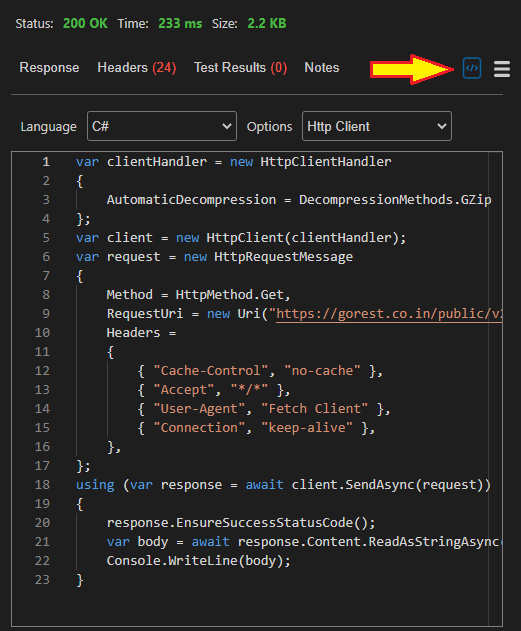 Status: 200 OK Time: 233 ms Size: 2.2 KB
Response Headers (24) Test Results (0) Notes </>
Language C# Options Http Client
1 var clientHandler = new HttpClientHandler
2 {
3 AutomaticDecompression = DecompressionMethods.GZip
4 };
5 var client = new HttpClient(clientHandler);
6 var request = new HttpRequestMessage
7 {
8 Method = HttpMethod.Get,
9 RequestUri = new Uri("https://gorest.co.in/public/v2
10 Headers =
11 {
12 { "Cache-Control", "no-cache" },
13 { "Accept", "*/*" },
14 { "User-Agent", "Fetch Client" },
15 { "Connection", "keep-alive" },
16 },
17 };
18 using (var response = await client.SendAsync(request))
19 {
20 response.EnsureSuccessStatusCode();
21 var body = await response.Content.ReadAsStringAsync(
22 Console.WriteLine(body);
23 }